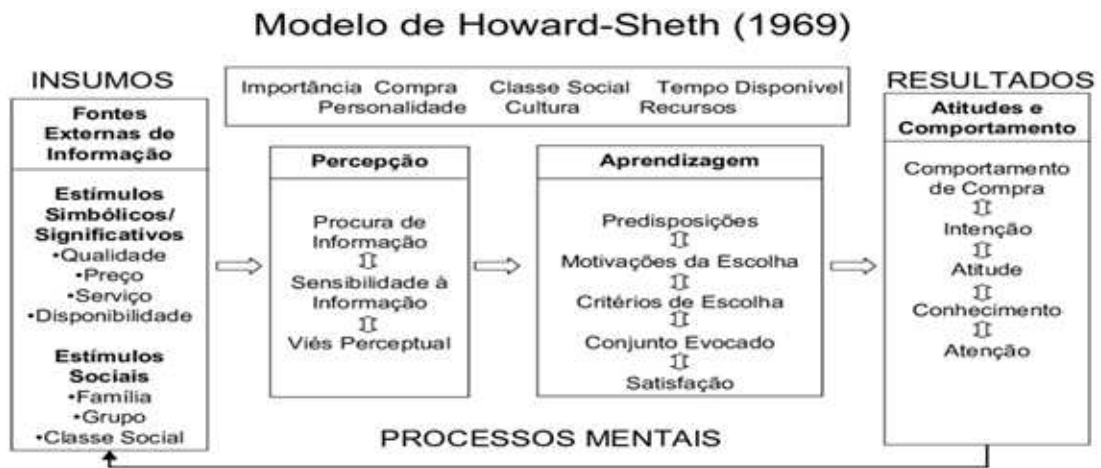 Modelo de Howard-Sheth (1969)
INSUMOS
Fontes
Externas de
Informação
Estímulos
Simbólicos/
Significativos
•Qualidade
•Preço
•Serviço
•Disponibilidade
Estímulos
Sociais
•Família
•Grupo
•Classe Social
Importância Compra Classe Social Tempo Disponível
Personalidade Cultura Recursos
Percepção
Procura de
Informação
Sensibilidade à
Informação
Viés Perceptual
Aprendizagem
Predisposições
Motivações da Escolha
Critérios de Escolha
Conjunto Evocado
Satisfação
RESULTADOS
Atitudes e
Comportamento
Comportamento
de Compra
Intenção
Atitude
Conhecimento
Atenção
PROCESSOS MENTAIS